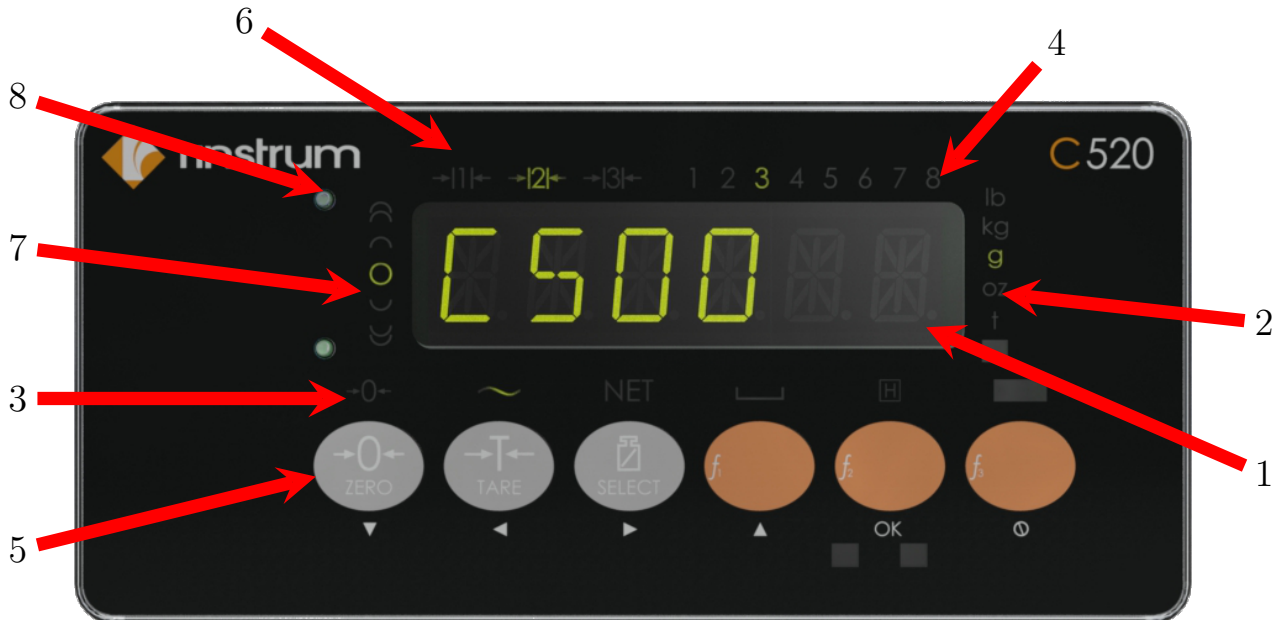 6
4
8
rinstrum
C520
→|1|← →|2|← →|3|← 1 2 3 4 5 6 7 8
lb
kg
g
oz
t
C500
7
2
3
→0← ~ NET H
→0← →T←
ZERO TARE SELECT f1 f2 f3
1
5
▼ ◀ ▶ ▲ OK